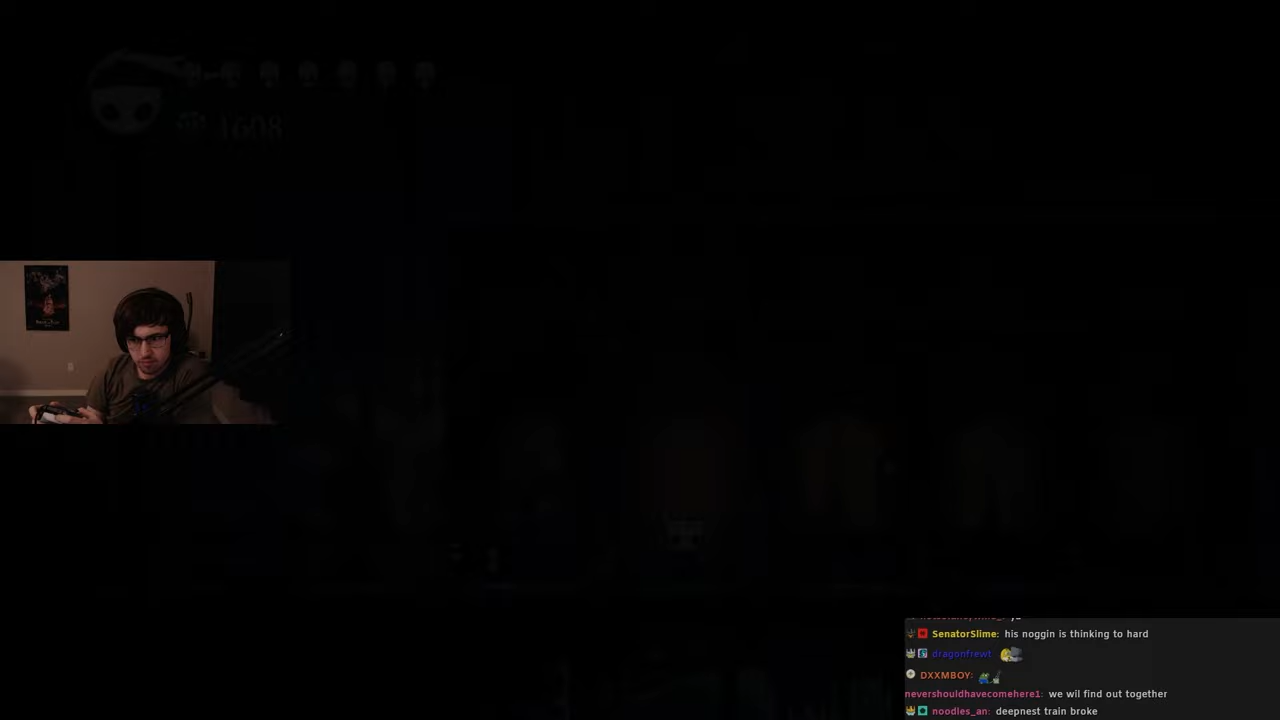 1608
SenatorSlime: his noggin is thinking to hard
dragonfrewt
DXXMBOY:
nevershouldhavecomehere1: we wil find out together
noodles_an: deepnest train broke